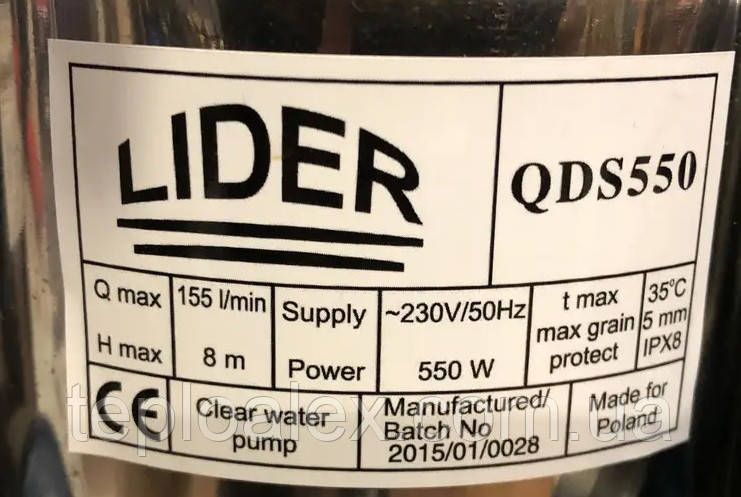 LIDER
QDS550
Q max 155 l/min
H max 8 m
Supply ~230V/50Hz
Power 550 W
t max 35°C
max grain 5 mm
protect IPX8
CE
Clear water
pump
Manufactured/
Batch No
2015/01/0028
Made for
Poland
teploalex.com.ua